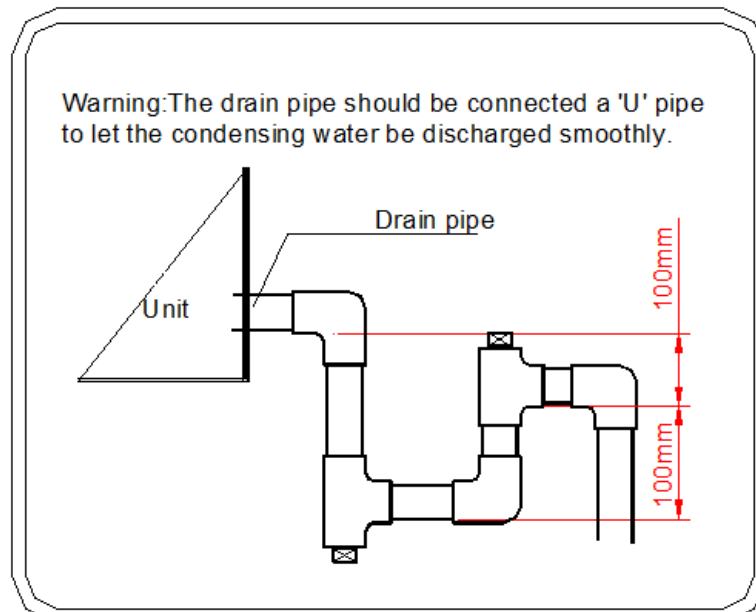 Warning:The drain pipe should be connected a 'U' pipe
to let the condensing water be discharged smoothly.
Drain pipe
Unit
100mm
100mm